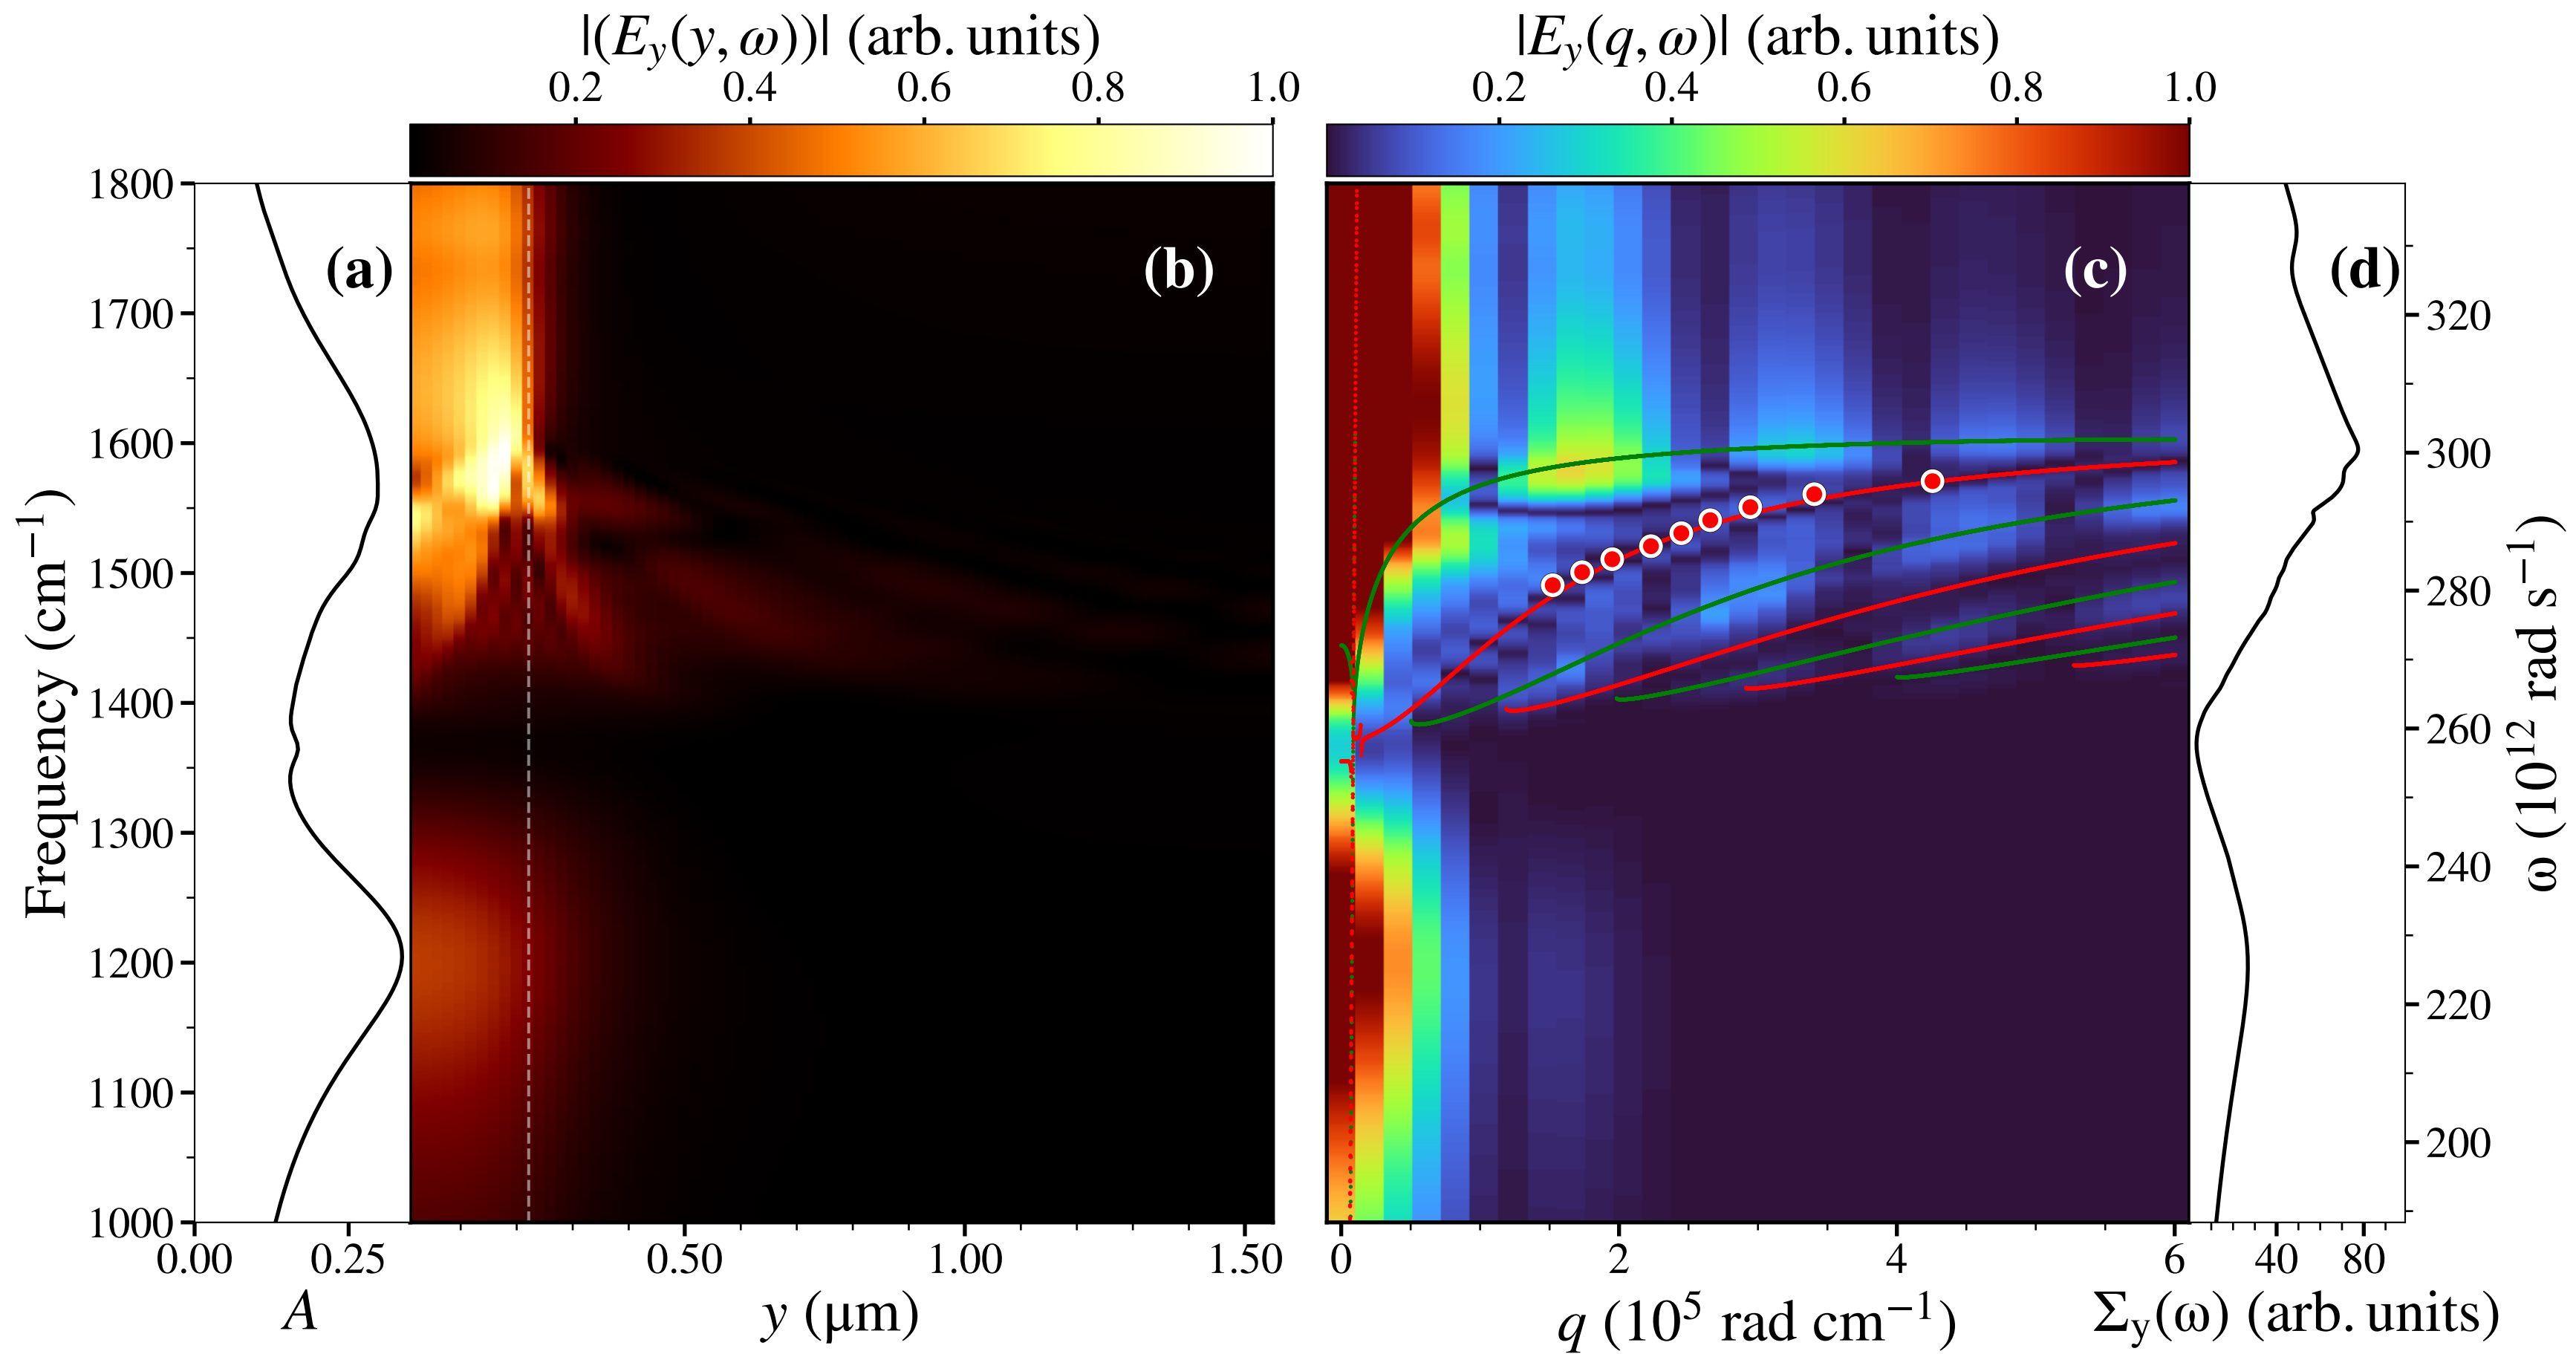 |(E_y(y, ω))| (arb. units)
0.2 0.4 0.6 0.8 1.0
|E_y(q, ω)| (arb. units)
0.2 0.4 0.6 0.8 1.0
Frequency (cm⁻¹)
1800
1700
1600
1500
1400
1300
1200
1100
1000
(a)
0.00 0.25
A
(b)
0.50 1.00 1.50
y (μm)
(c)
0 2 4 6
q (10⁵ rad cm⁻¹)
(d)
40 80
Σ_y(ω) (arb. units)
320
300
280
260
240
220
200
ω (10¹² rad s⁻¹)